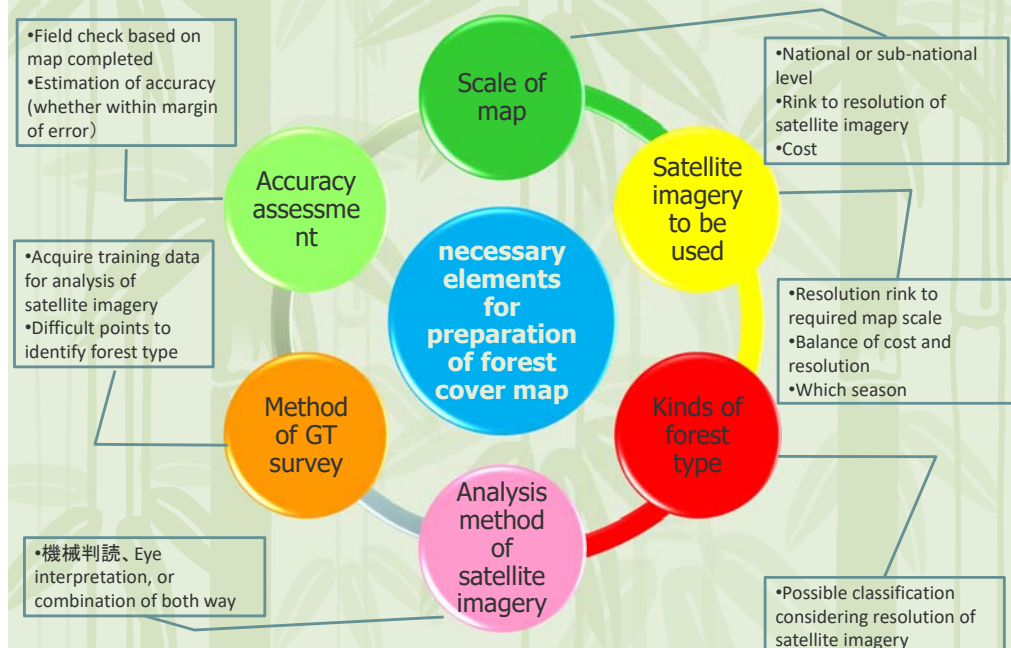 •Field check based on
map completed
•Estimation of accuracy
(whether within margin
of error）
Scale of
map
•National or sub-national
level
•Rink to resolution of
satellite imagery
•Cost
Accuracy
assessme
nt
Satellite
imagery
to be
used
necessary
elements
for
preparation
of forest
cover map
•Acquire training data
for analysis of
satellite imagery
•Difficult points to
identify forest type
•Resolution rink to
required map scale
•Balance of cost and
resolution
•Which season
Method
of GT
survey
Kinds of
forest
type
Analysis
method
of
satellite
imagery
•機械判読、Eye
interpretation, or
combination of both way
•Possible classification
considering resolution of
satellite imagery